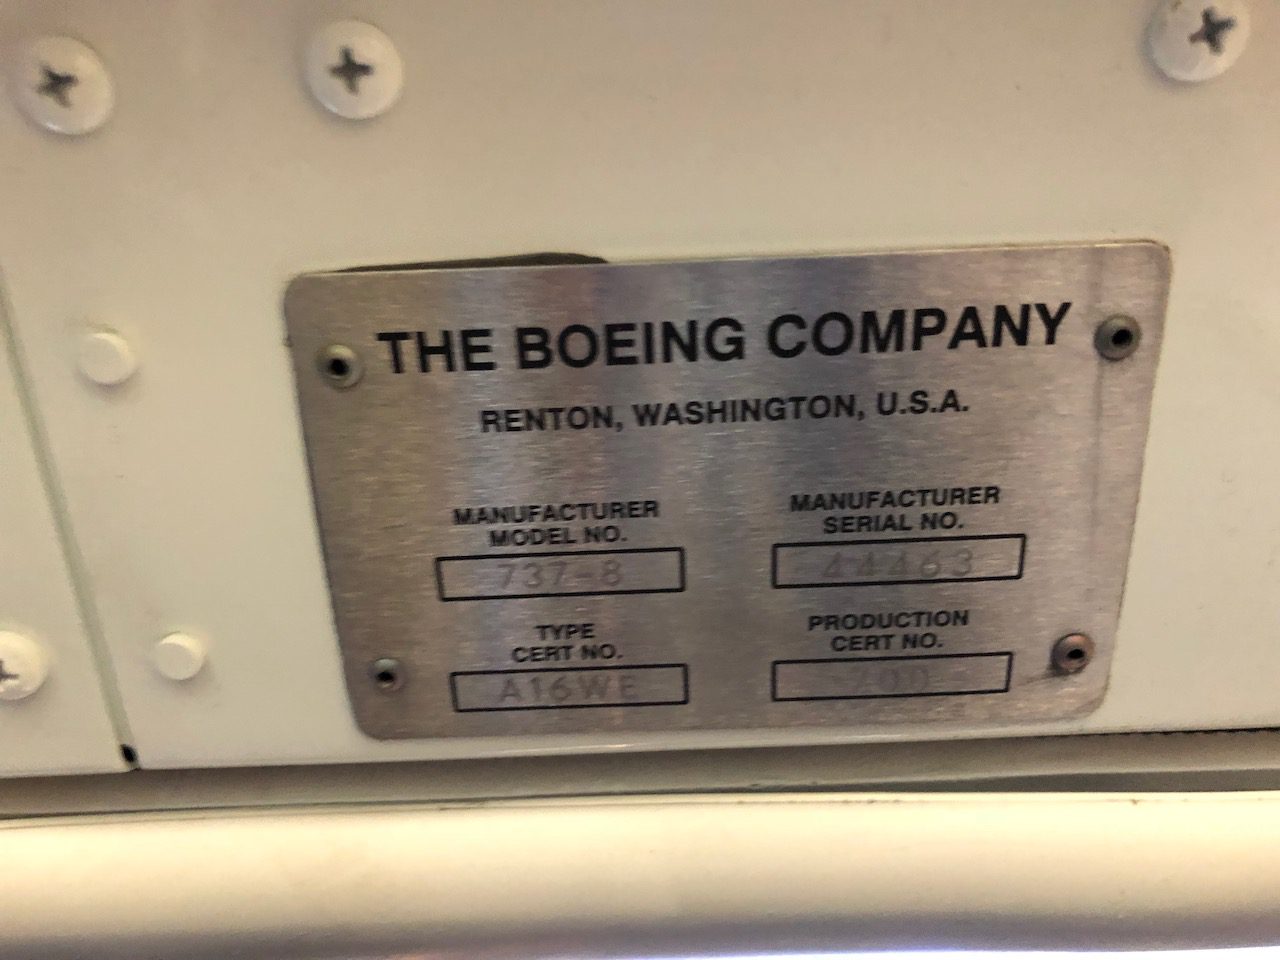 THE BOEING COMPANY
RENTON, WASHINGTON, U.S.A.
MANUFACTURER
MODEL NO.
737-8
MANUFACTURER
SERIAL NO.
44463
TYPE
CERT NO.
A16WE
PRODUCTION
CERT NO.
700